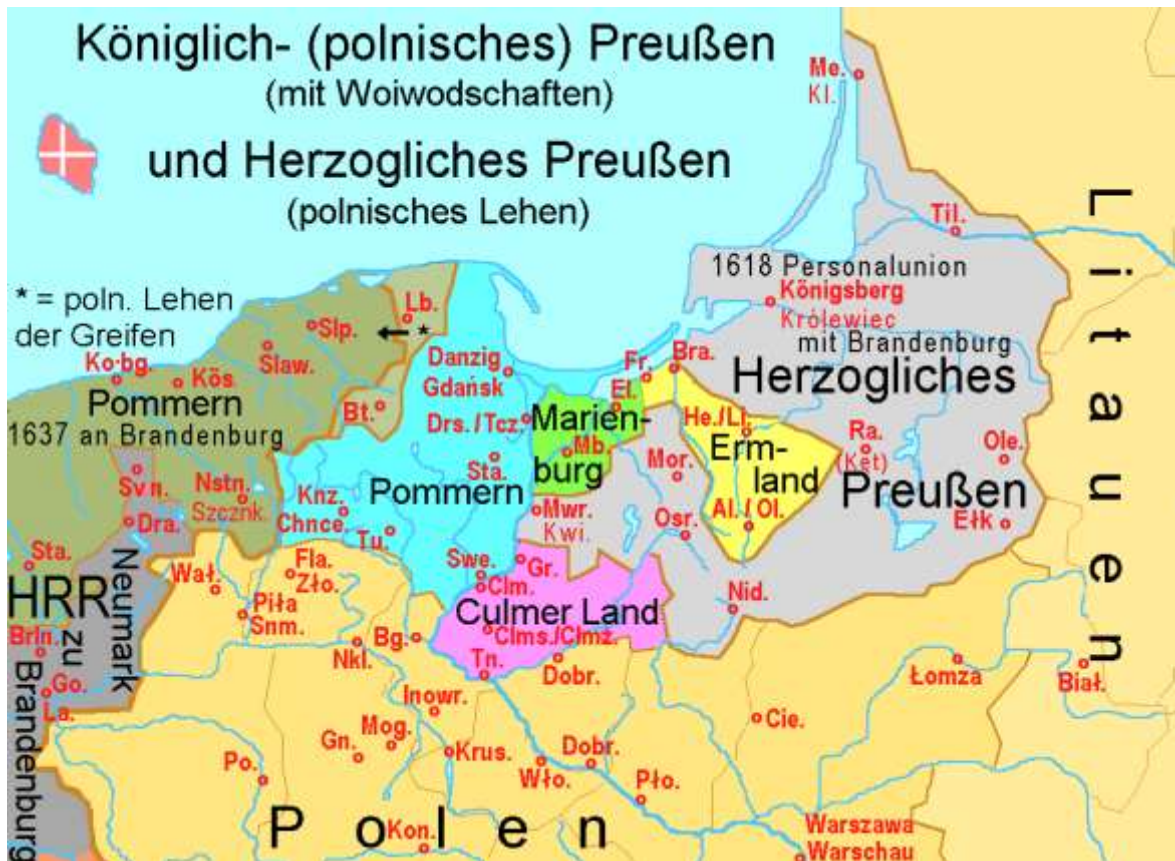 Königlich- (polnisches) Preußen
(mit Woiwodschaften)
und Herzogliches Preußen
(polnisches Lehen)
* = poln. Lehen
der Greifen
Me.
Kl.
Til.
Litauen
1618 Personalunion
Königsberg
Królewiec
mit Brandenburg
Herzogliches
Preußen
Lb.
*
Slp.
Slaw.
Ko·bg.
Kös.
Pommern
1637 an Brandenburg
Bt.
Danzig
Gdańsk
Drs. / Tcz.
Sta.
Pommern
Fr.
Bra.
El.
Marien-
burg
Mb.
He./Li.
Erm-
land
Al. / Ol.
Mor.
Osr.
Ra.
(Kęt)
Ole.
Ełk
Svn.
Nstn.
Szcznk.
Dra.
Knz.
Chnce.
Tu.
Mwr.
Kwi.
Swe.
Gr.
Clm.
Culmer Land
Clms./Clmż.
Tn.
Nid.
Sta.
HRR
zu
Brandenburg
Neumark
Brln.
Go.
La.
Wał.
Fla.
Zło.
Piła
Snm.
Nkl.
Bg.
Dobr.
Inowr.
Mog.
Gn.
Krus.
Po.
Wło.
Dobr.
Pło.
Cie.
Łomza
Biał.
Kon.
Polen
Warszawa
Warschau